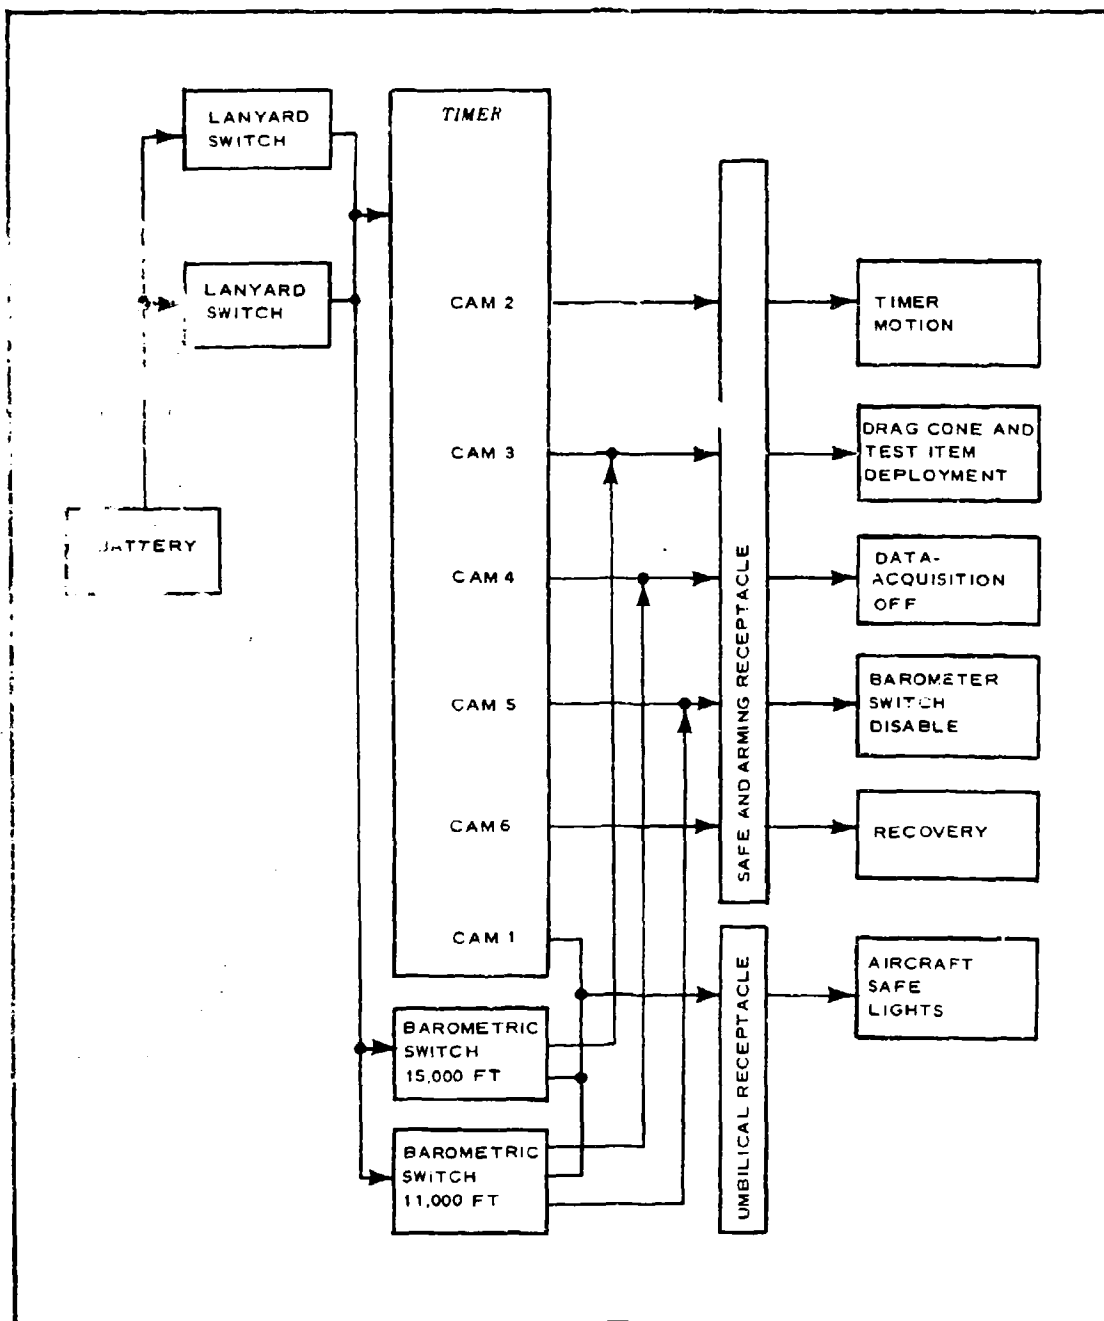 LANYARD
SWITCH
TIMER
LANYARD
SWITCH
CAM 2
TIMER
MOTION
CAM 3
DRAG CONE AND
TEST ITEM
DEPLOYMENT
BATTERY
CAM 4
DATA-
ACQUISITION
OFF
SAFE AND ARMING RECEPTACLE
CAM 5
BAROMETER
SWITCH
DISABLE
CAM 6
RECOVERY
CAM 1
AIRCRAFT
SAFE
LIGHTS
UMBILICAL RECEPTACLE
BAROMETRIC
SWITCH
15,000 FT
BAROMETRIC
SWITCH
11,000 FT